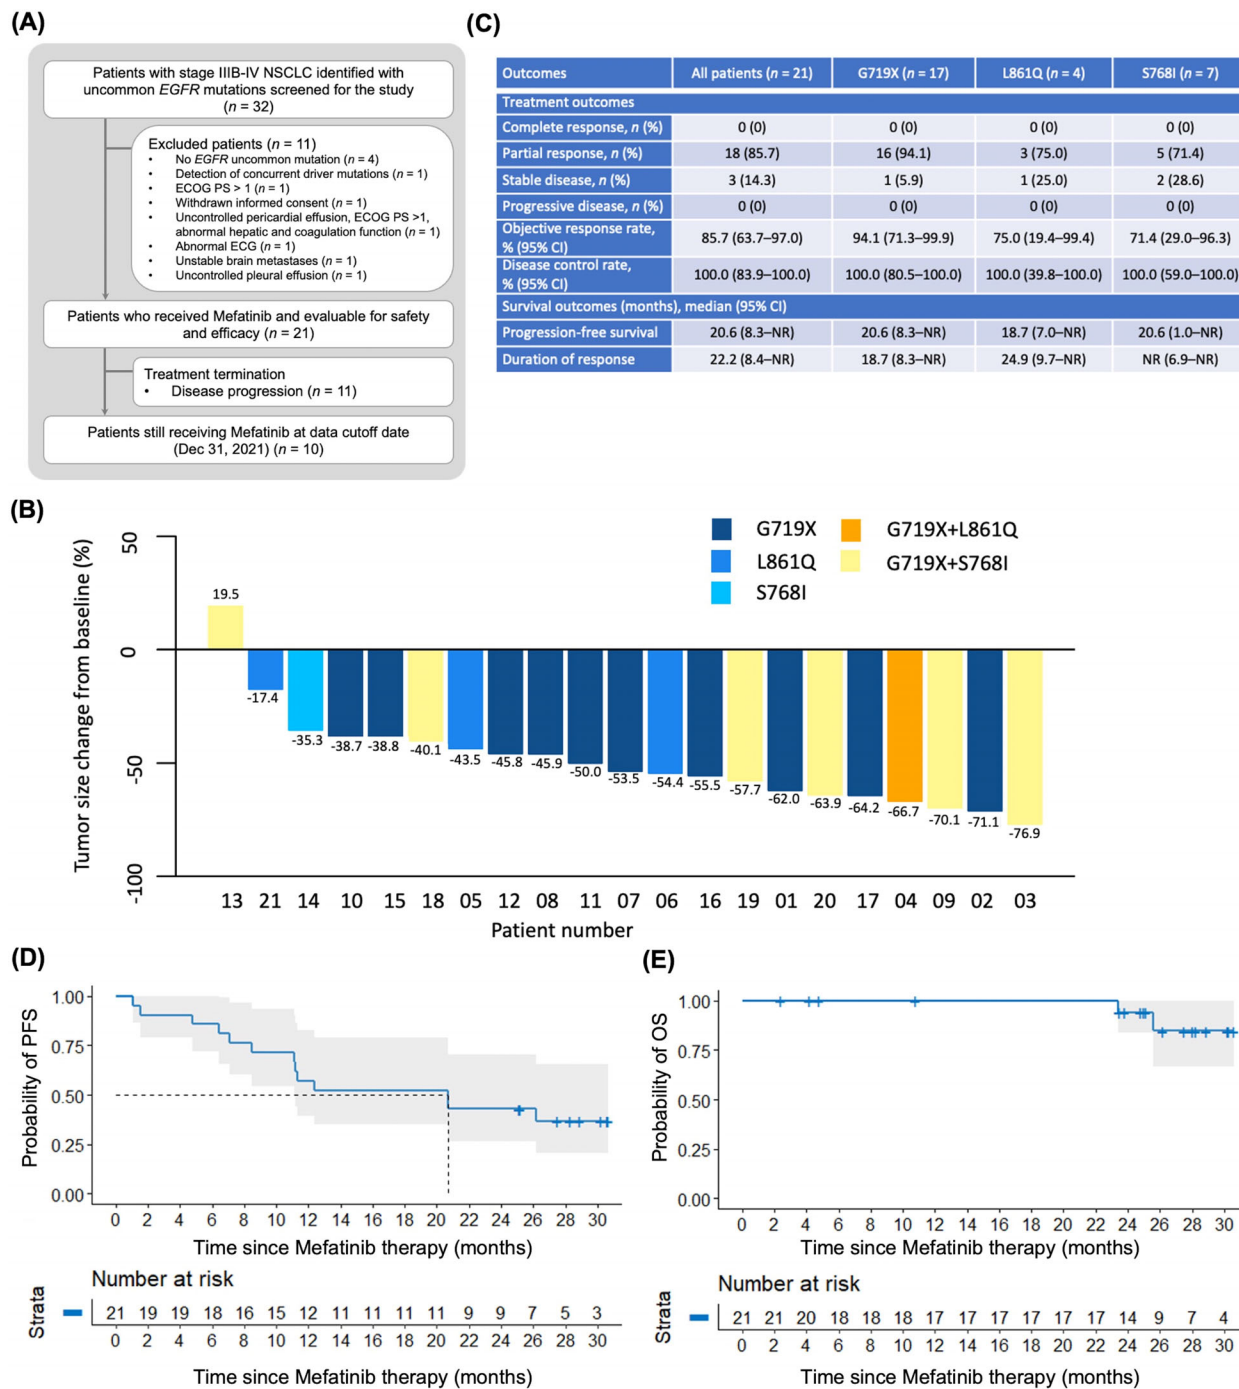 (A)
Patients with stage IIIB-IV NSCLC identified with
uncommon EGFR mutations screened for the study
(n = 32)
Excluded patients (n = 11)
• No EGFR uncommon mutation (n = 4)
• Detection of concurrent driver mutations (n = 1)
• ECOG PS > 1 (n = 1)
• Withdrawn informed consent (n = 1)
• Uncontrolled pericardial effusion, ECOG PS >1,
abnormal hepatic and coagulation function (n = 1)
• Abnormal ECG (n = 1)
• Unstable brain metastases (n = 1)
• Uncontrolled pleural effusion (n = 1)
Patients who received Mefatinib and evaluable for safety
and efficacy (n = 21)
Treatment termination
• Disease progression (n = 11)
Patients still receiving Mefatinib at data cutoff date
(Dec 31, 2021) (n = 10)
(C)
Outcomes All patients (n = 21) G719X (n = 17) L861Q (n = 4) S768I (n = 7)
Treatment outcomes
Complete response, n (%) 0 (0) 0 (0) 0 (0) 0 (0)
Partial response, n (%) 18 (85.7) 16 (94.1) 3 (75.0) 5 (71.4)
Stable disease, n (%) 3 (14.3) 1 (5.9) 1 (25.0) 2 (28.6)
Progressive disease, n (%) 0 (0) 0 (0) 0 (0) 0 (0)
Objective response rate,
% (95% CI) 85.7 (63.7–97.0) 94.1 (71.3–99.9) 75.0 (19.4–99.4) 71.4 (29.0–96.3)
Disease control rate,
% (95% CI) 100.0 (83.9–100.0) 100.0 (80.5–100.0) 100.0 (39.8–100.0) 100.0 (59.0–100.0)
Survival outcomes (months), median (95% CI)
Progression-free survival 20.6 (8.3–NR) 20.6 (8.3–NR) 18.7 (7.0–NR) 20.6 (1.0–NR)
Duration of response 22.2 (8.4–NR) 18.7 (8.3–NR) 24.9 (9.7–NR) NR (6.9–NR)
(B)
Tumor size change from baseline (%)
50
0
-50
-100
G719X G719X+L861Q
L861Q G719X+S768I
S768I
19.5
-17.4
-35.3
-38.7
-38.8
-40.1
-43.5
-45.8
-45.9
-50.0
-53.5
-54.4
-55.5
-57.7
-62.0
-63.9
-64.2
-66.7
-70.1
-71.1
-76.9
13 21 14 10 15 18 05 12 08 11 07 06 16 19 01 20 17 04 09 02 03
Patient number
(D)
Probability of PFS
1.00
0.75
0.50
0.25
0.00
0 2 4 6 8 10 12 14 16 18 20 22 24 26 28 30
Time since Mefatinib therapy (months)
Number at risk
Strata
21 19 19 18 16 15 12 11 11 11 11 9 9 7 5 3
0 2 4 6 8 10 12 14 16 18 20 22 24 26 28 30
Time since Mefatinib therapy (months)
(E)
Probability of OS
1.00
0.75
0.50
0.25
0.00
0 2 4 6 8 10 12 14 16 18 20 22 24 26 28 30
Time since Mefatinib therapy (months)
Number at risk
Strata
21 21 20 18 18 18 17 17 17 17 17 17 14 9 7 4
0 2 4 6 8 10 12 14 16 18 20 22 24 26 28 30
Time since Mefatinib therapy (months)